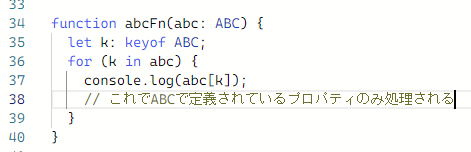 33
34 function abcFn(abc: ABC) {
35   let k: keyof ABC;
36   for (k in abc) {
37     console.log(abc[k]);
38     // これでABCで定義されているプロパティのみ処理される
39   }
40 }